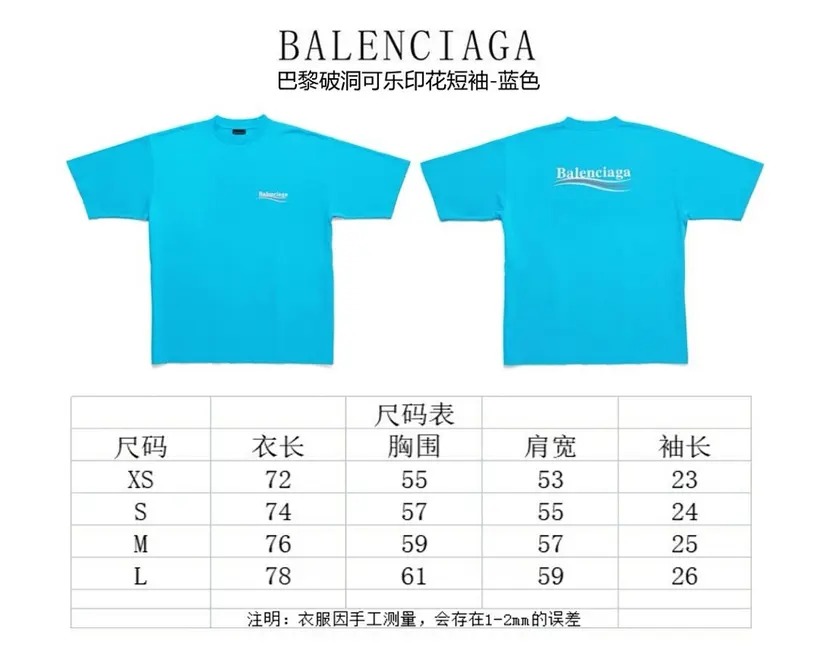 BALENCIAGA
巴黎破洞可乐印花短袖-蓝色
Balenciaga
Balenciaga
尺码表
尺码 衣长 胸围 肩宽 袖长
XS 72 55 53 23
S 74 57 55 24
M 76 59 57 25
L 78 61 59 26
注明：衣服因手工测量，会存在1-2mm的误差